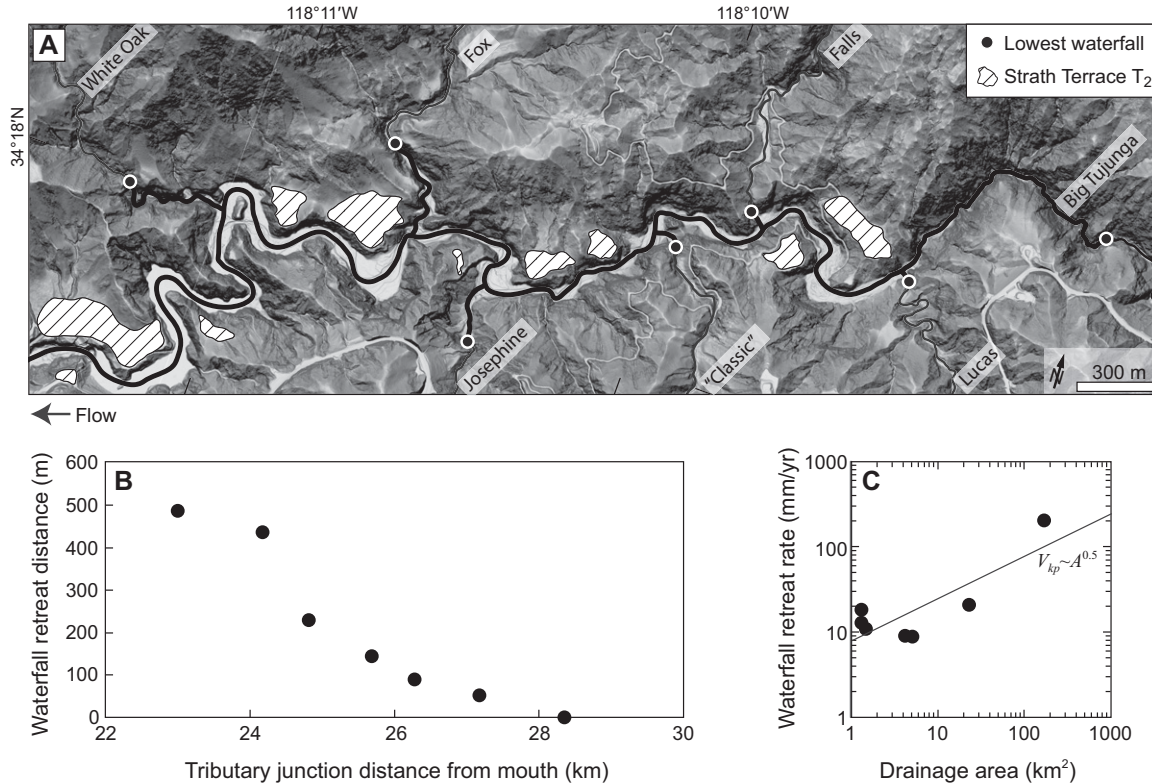 118°11'W
118°10'W
A
White Oak
Fox
Falls
Lowest waterfall
Strath Terrace T2
34°18'N
Big Tujunga
Josephine
"Classic"
Lucas
N
300 m
Flow
B
Waterfall retreat distance (m)
600
500
400
300
200
100
0
22
24
26
28
30
Tributary junction distance from mouth (km)
C
Waterfall retreat rate (mm/yr)
1000
100
10
1
Vkp~A0.5
1
10
100
1000
Drainage area (km2)